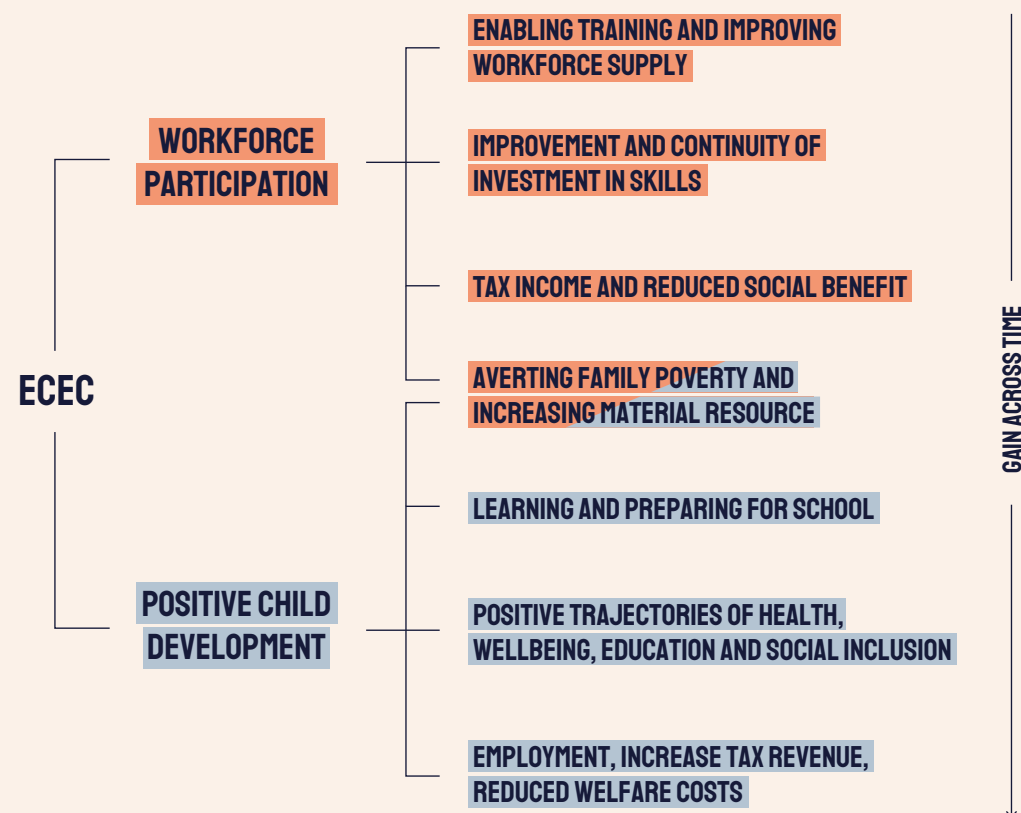 ECEC
WORKFORCE
PARTICIPATION
ENABLING TRAINING AND IMPROVING
WORKFORCE SUPPLY
IMPROVEMENT AND CONTINUITY OF
INVESTMENT IN SKILLS
TAX INCOME AND REDUCED SOCIAL BENEFIT
AVERTING FAMILY POVERTY AND
INCREASING MATERIAL RESOURCE
POSITIVE CHILD
DEVELOPMENT
LEARNING AND PREPARING FOR SCHOOL
POSITIVE TRAJECTORIES OF HEALTH,
WELLBEING, EDUCATION AND SOCIAL INCLUSION
EMPLOYMENT, INCREASE TAX REVENUE,
REDUCED WELFARE COSTS
GAIN ACROSS TIME